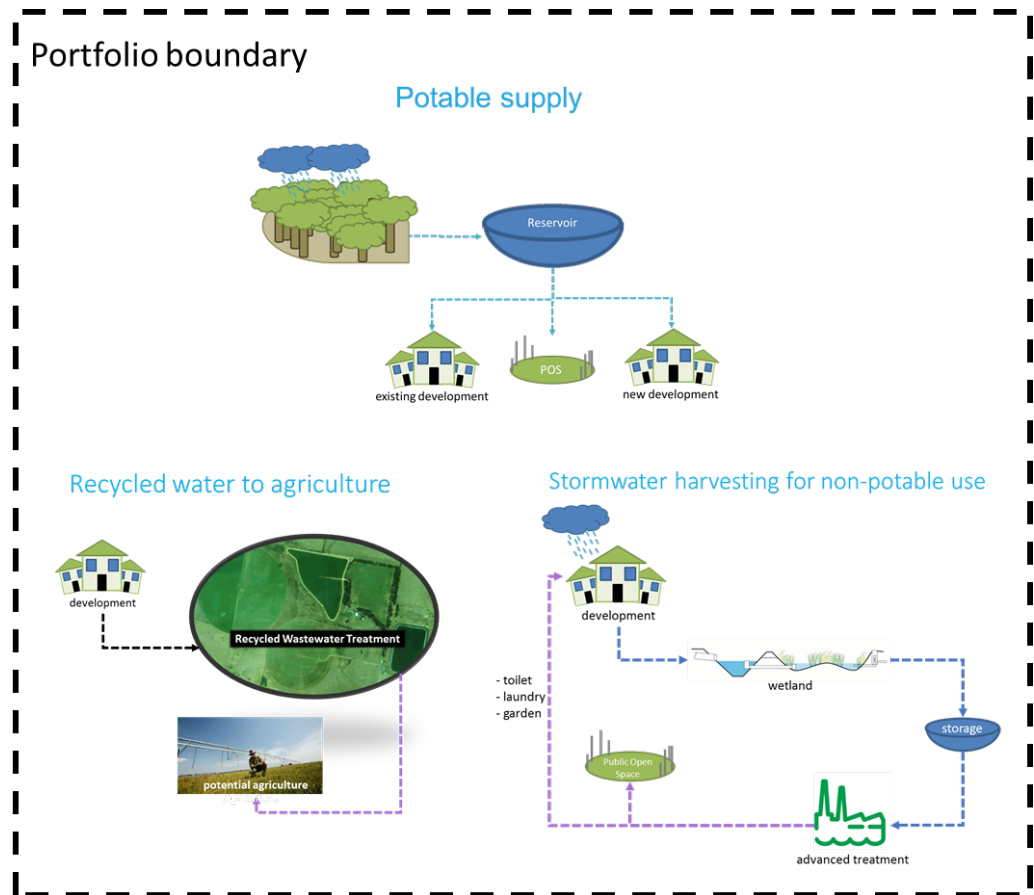 Portfolio boundary
Potable supply
Reservoir
existing development
POS
new development
Recycled water to agriculture
development
Recycled Wastewater Treatment
potential agriculture
Stormwater harvesting for non-potable use
development
- toilet
- laundry
- garden
wetland
storage
Public Open
Space
advanced treatment